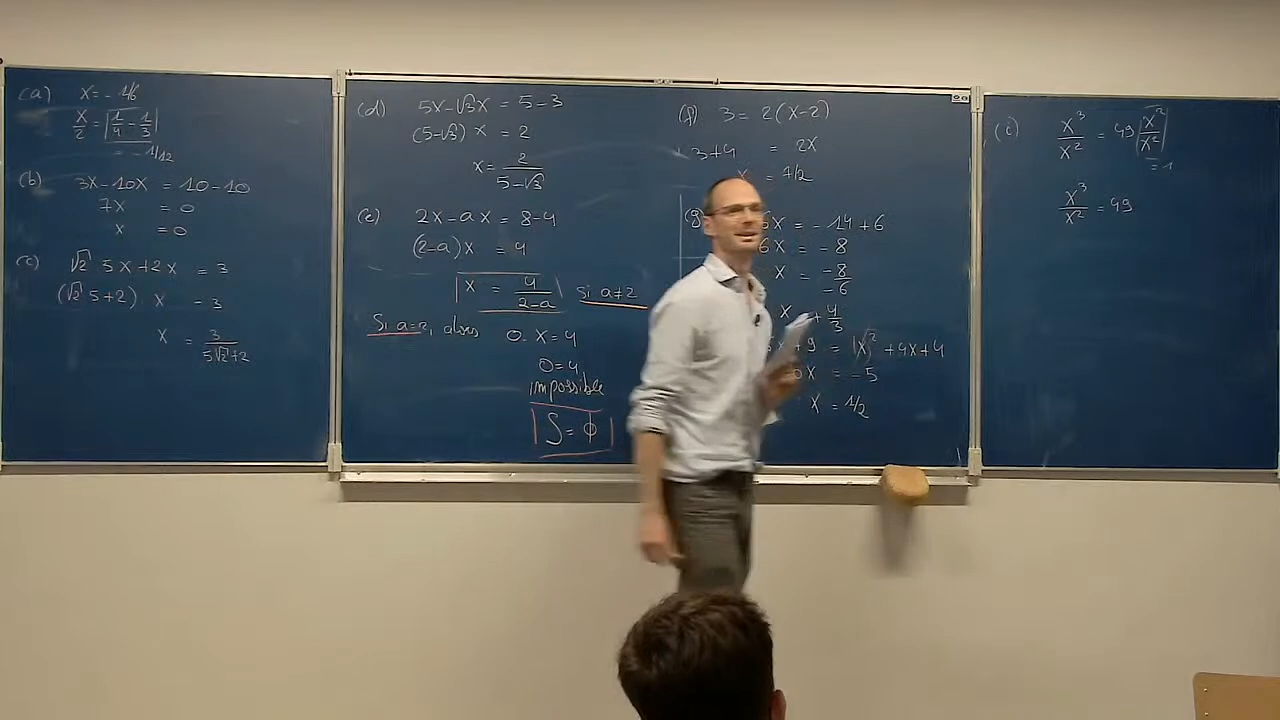 (a) x = - 1/6
x/2 = |1/4 - 1/3|
= - 1/12
(b) 3x - 10x = 10 - 10
7x = 0
x = 0
(c) √2 5x + 2x = 3
(√2 5 + 2) x = 3
x = 3/(5√2 + 2)
(d) 5x - √3x = 5 - 3
(5 - √3) x = 2
x = 2/(5 - √3)
(e) 2x - ax = 8 - 4
(2 - a)x = 4
x = 4/(2 - a) si a ≠ 2
Si a = 2, alors 0 · x = 4
0 = 4
impossible
S = ϕ
(f) 3 = 2(x - 2)
+ 3 + 4 = 2x
x = 7/2
(g) 6x = - 14 + 6
6x = - 8
x = -8/-6
x + 4/3
x + 9 = (x)² + 4x + 4
x = - 5
x = 1/2
(i) x³/x² = 49 x²/x²
= 1
x³/x² = 49